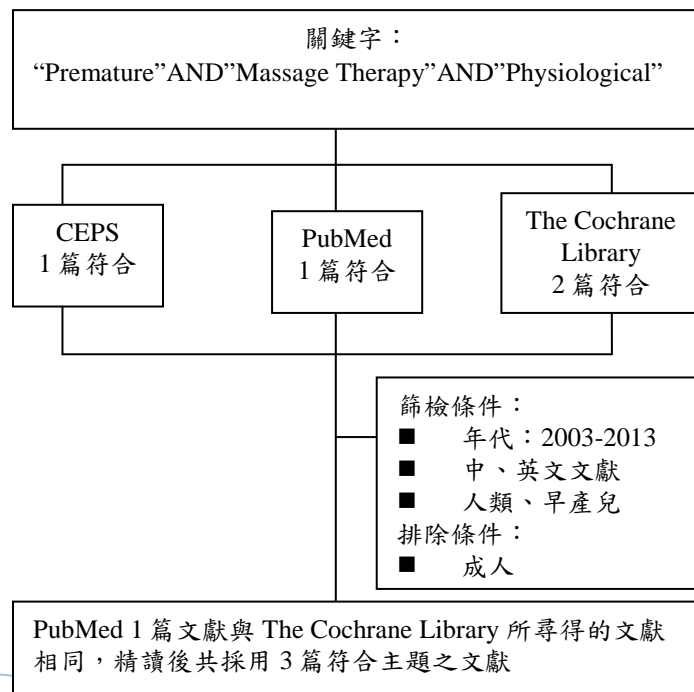 關鍵字：
“Premature”AND”Massage Therapy”AND”Physiological”
CEPS
1 篇符合
PubMed
1 篇符合
The Cochrane
Library
2 篇符合
篩檢條件：
■ 年代：2003-2013
■ 中、英文文獻
■ 人類、早產兒
排除條件：
■ 成人
PubMed 1 篇文獻與 The Cochrane Library 所尋得的文獻
相同，精讀後共採用 3 篇符合主題之文獻